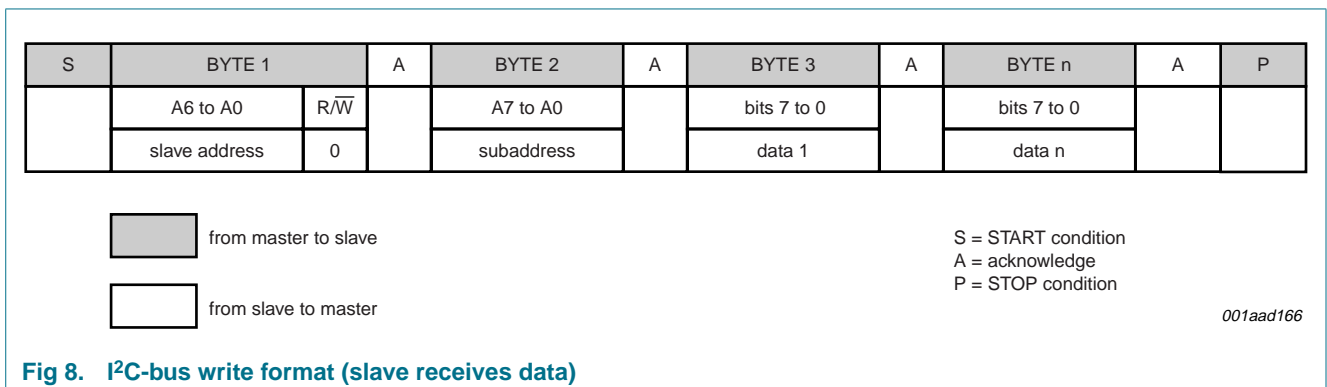 S BYTE 1 A BYTE 2 A BYTE 3 A BYTE n A P
A6 to A0 R/W̅ A7 to A0 bits 7 to 0 bits 7 to 0
slave address 0 subaddress data 1 data n
from master to slave
from slave to master
S = START condition
A = acknowledge
P = STOP condition
001aad166
Fig 8. I²C-bus write format (slave receives data)